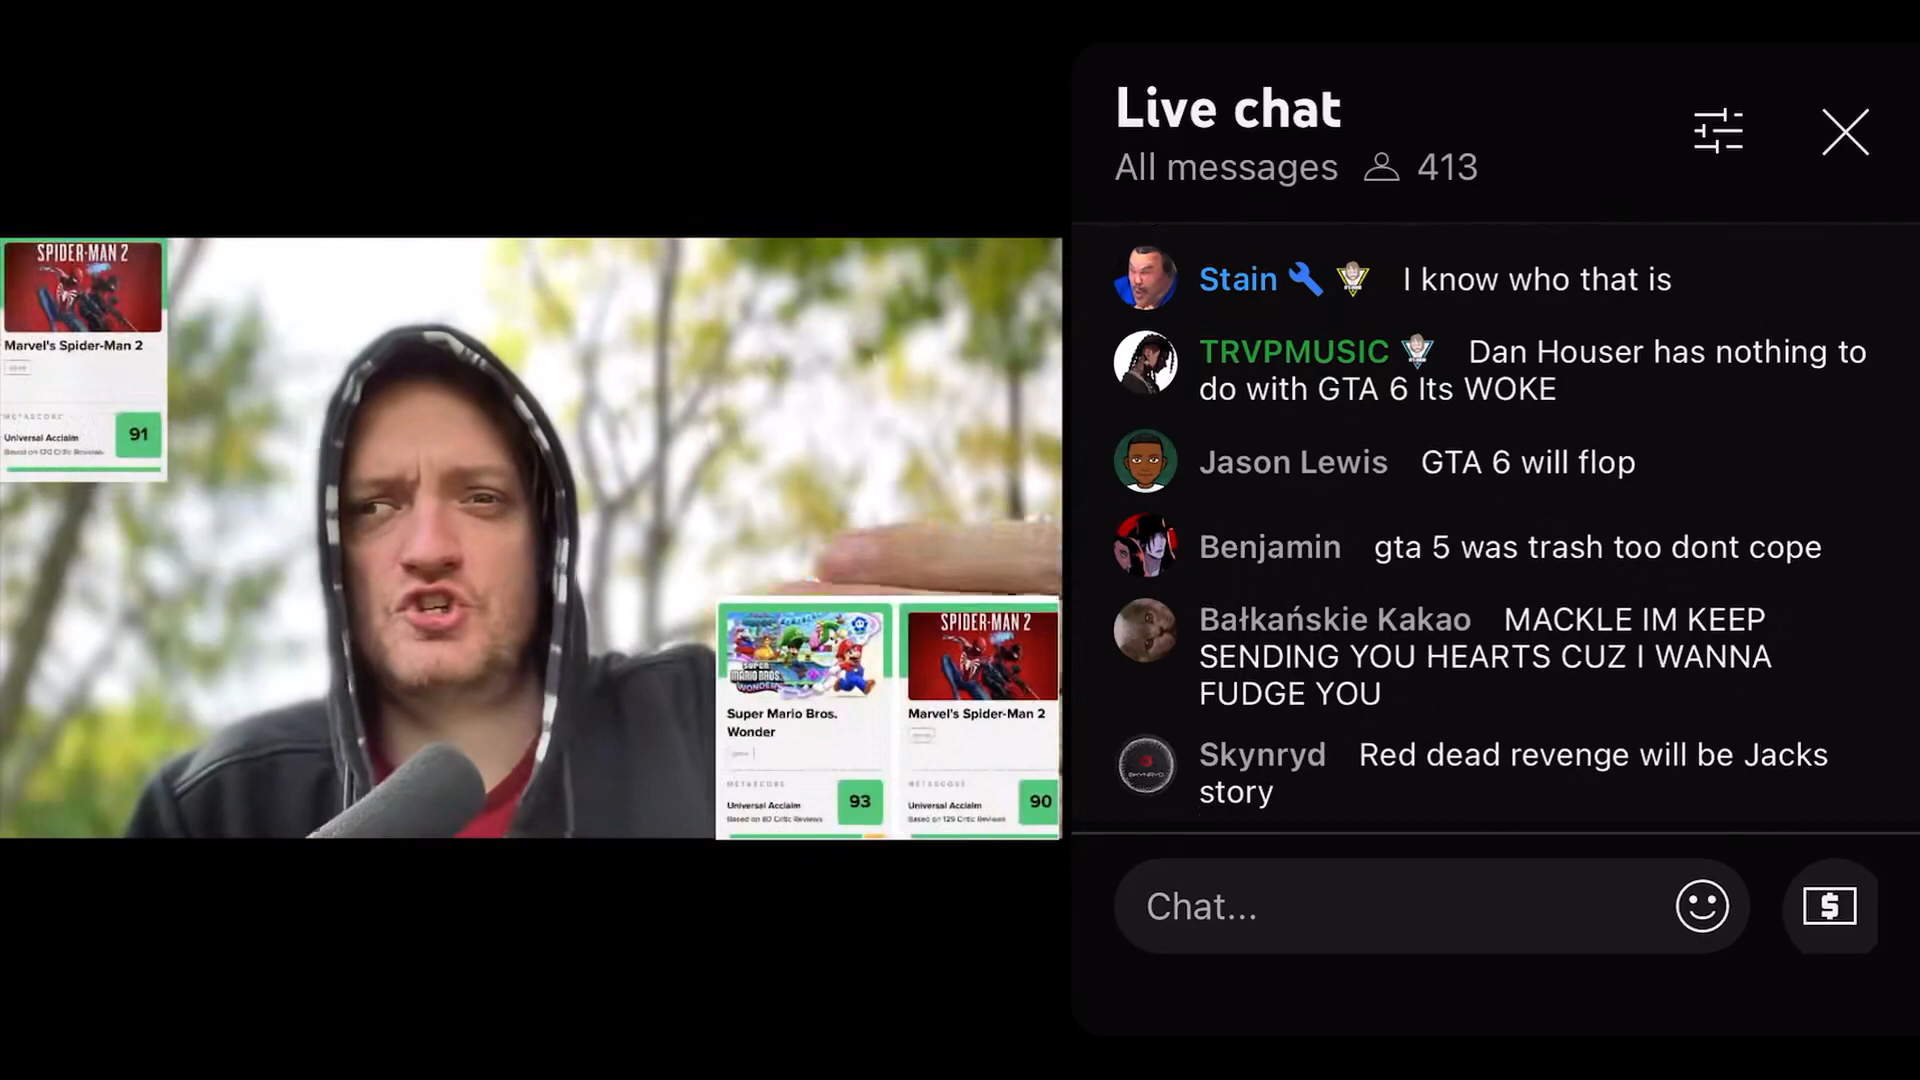 SPIDER-MAN 2
Marvel's Spider-Man 2
METASCORE
Universal Acclaim
91
SUPER
MARIO BROS.
WONDER
Super Mario Bros.
Wonder
METASCORE
Universal Acclaim
Based on 80 Critic Reviews
93
SPIDER-MAN 2
Marvel's Spider-Man 2
METASCORE
Universal Acclaim
Based on 129 Critic Reviews
90
Live chat
All messages 413
Stain I know who that is
TRVPMUSIC Dan Houser has nothing to
do with GTA 6 Its WOKE
Jason Lewis GTA 6 will flop
Benjamin gta 5 was trash too dont cope
Bałkańskie Kakao MACKLE IM KEEP
SENDING YOU HEARTS CUZ I WANNA
FUDGE YOU
SKYNRYD
Skynryd Red dead revenge will be Jacks
story
Chat...
$